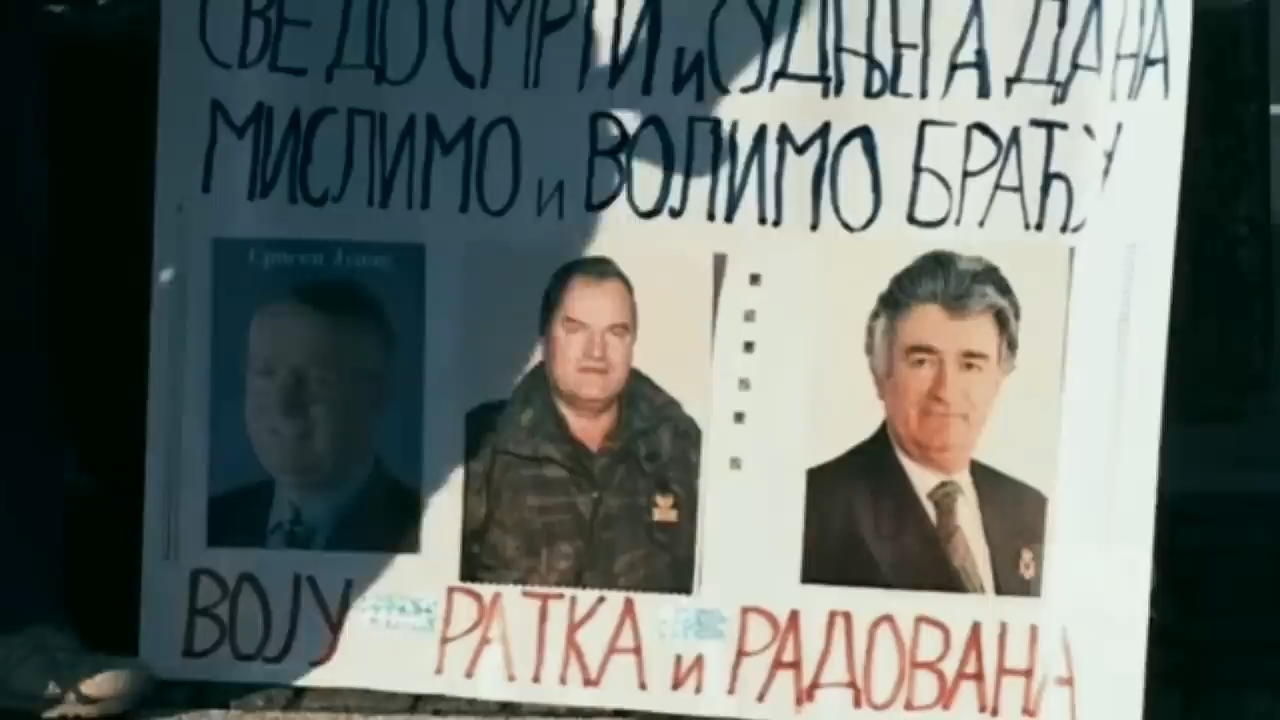 СВЕ ДО СМРТИ и СУДЊЕГА ДАНА
МИСЛИМО и ВОЛИМО БРАЋУ
ВОЈУ РАТКА и РАДОВАНА